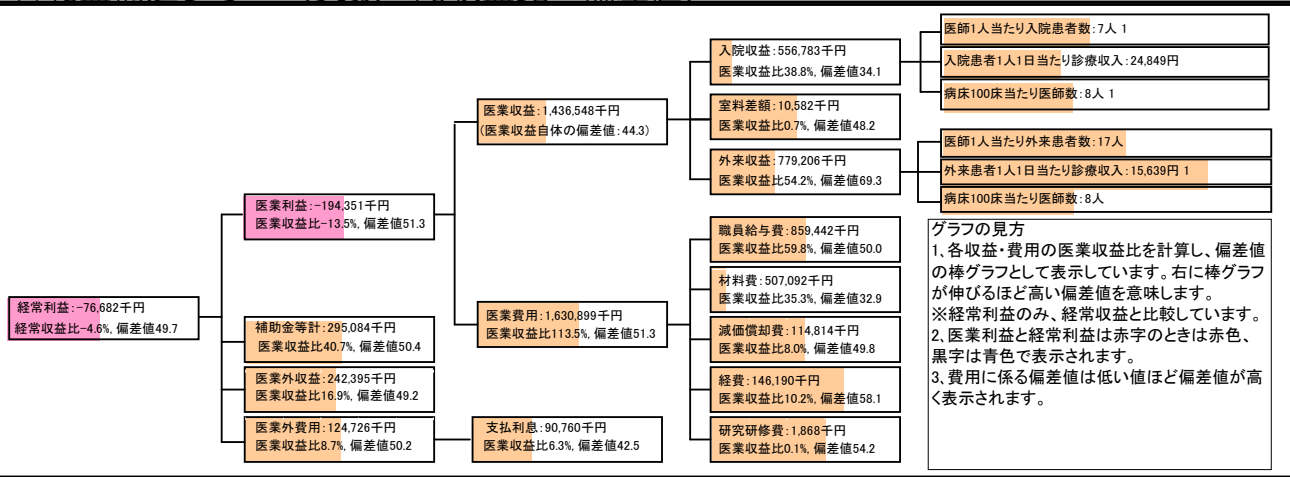 経常利益:-76,682千円
経常収益比-4.6%, 偏差値49.7
医業利益:-194,351千円
医業収益比-13.5%, 偏差値51.3
補助金等計:295,084千円
医業収益比40.7%, 偏差値50.4
医業外収益:242,395千円
医業収益比16.9%, 偏差値49.2
医業外費用:124,726千円
医業収益比8.7%, 偏差値50.2
医業収益:1,436,548千円
(医業収益自体の偏差値:44.3)
医業費用:1,630,899千円
医業収益比113.5%, 偏差値51.3
支払利息:90,760千円
医業収益比6.3%, 偏差値42.5
入院収益:556,783千円
医業収益比38.8%, 偏差値34.1
室料差額:10,582千円
医業収益比0.7%, 偏差値48.2
外来収益:779,206千円
医業収益比54.2%, 偏差値69.3
職員給与費:859,442千円
医業収益比59.8%, 偏差値50.0
材料費:507,092千円
医業収益比35.3%, 偏差値32.9
減価償却費:114,814千円
医業収益比8.0%, 偏差値49.8
経費:146,190千円
医業収益比10.2%, 偏差値58.1
研究研修費:1,868千円
医業収益比0.1%, 偏差値54.2
医師1人当たり入院患者数:7人 1
入院患者1人1日当たり診療収入:24,849円
病床100床当たり医師数:8人 1
医師1人当たり外来患者数:17人
外来患者1人1日当たり診療収入:15,639円 1
病床100床当たり医師数:8人
グラフの見方
1、各収益・費用の医業収益比を計算し、偏差値
の棒グラフとして表示しています。右に棒グラフ
が伸びるほど高い偏差値を意味します。
※経常利益のみ、経常収益と比較しています。
2、医業利益と経常利益は赤字のときは赤色、
黒字は青色で表示されます。
3、費用に係る偏差値は低い値ほど偏差値が高
く表示されます。